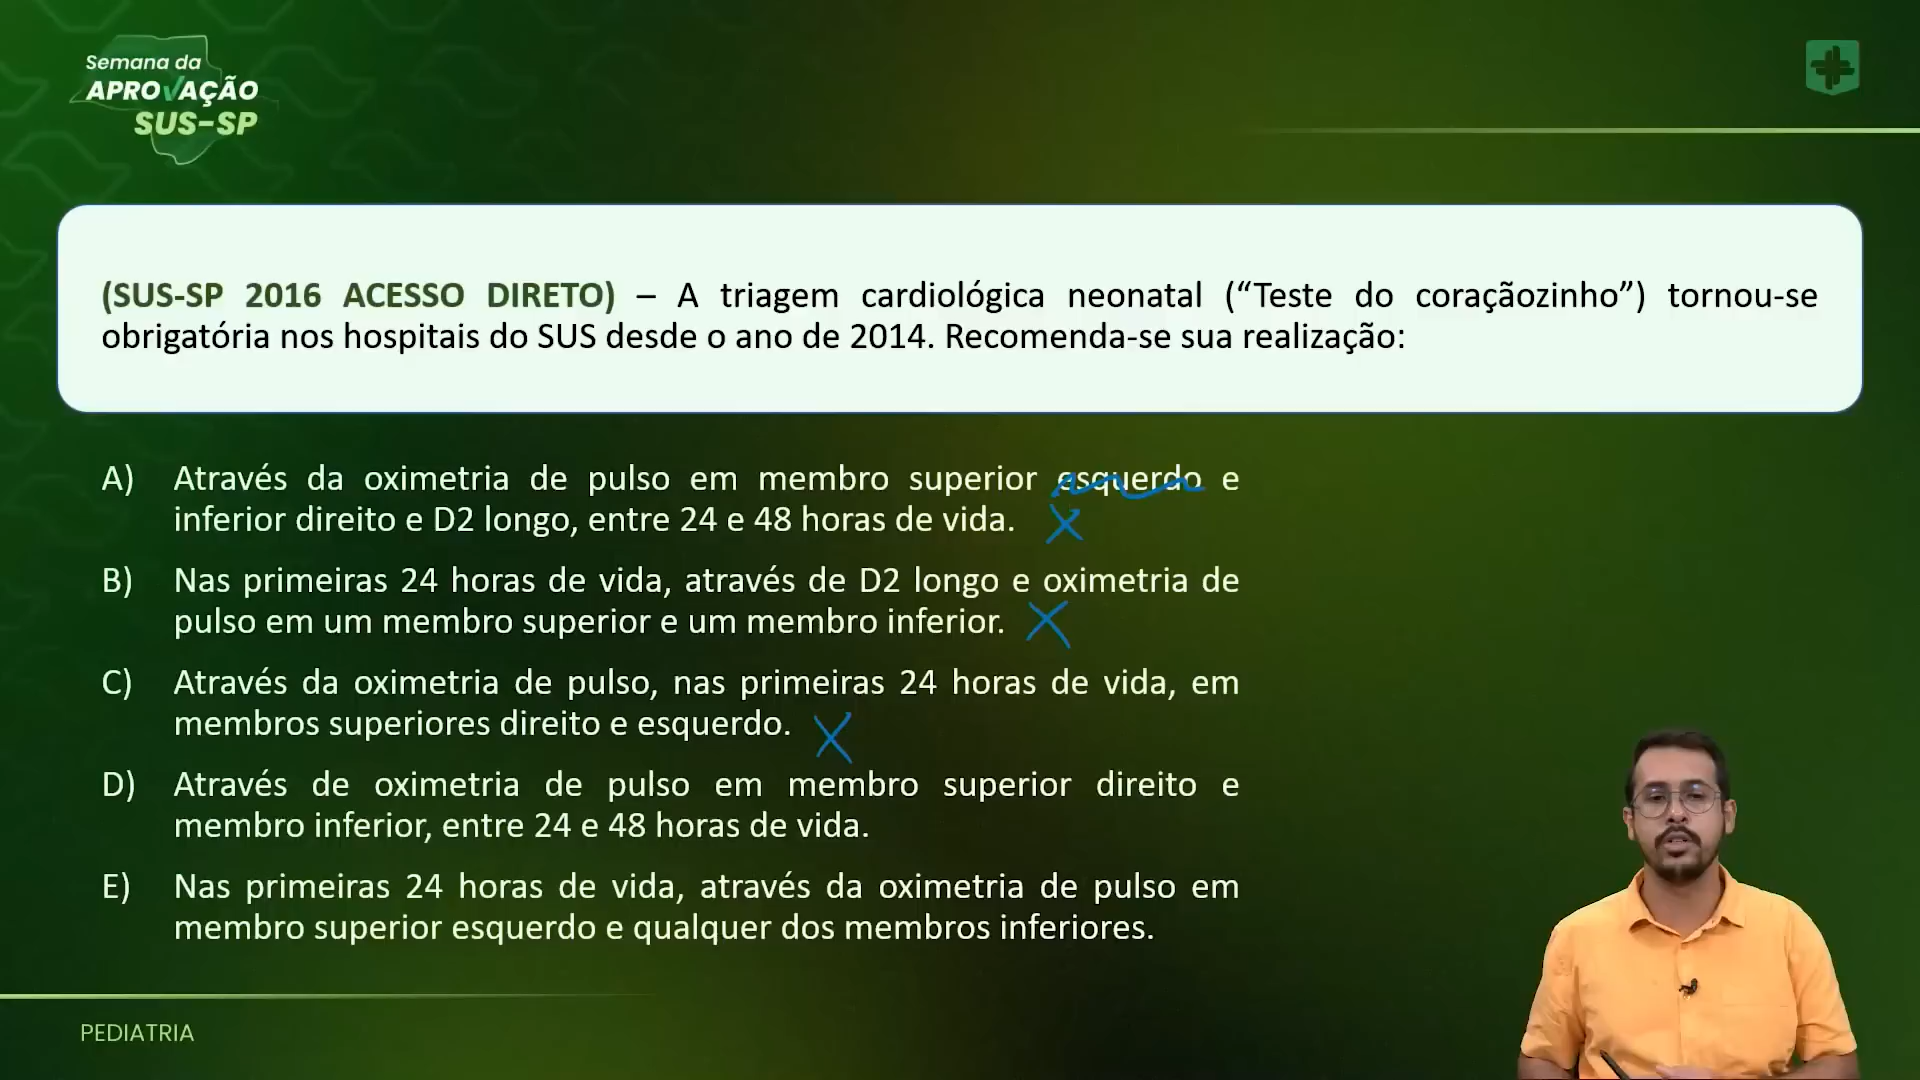 Semana da
APROVAÇÃO
SUS-SP
(SUS-SP 2016 ACESSO DIRETO) – A triagem cardiológica neonatal (“Teste do coraçãozinho”) tornou-se
obrigatória nos hospitais do SUS desde o ano de 2014. Recomenda-se sua realização:
A) Através da oximetria de pulso em membro superior esquerdo e
inferior direito e D2 longo, entre 24 e 48 horas de vida.
B) Nas primeiras 24 horas de vida, através de D2 longo e oximetria de
pulso em um membro superior e um membro inferior.
C) Através da oximetria de pulso, nas primeiras 24 horas de vida, em
membros superiores direito e esquerdo.
D) Através de oximetria de pulso em membro superior direito e
membro inferior, entre 24 e 48 horas de vida.
E) Nas primeiras 24 horas de vida, através da oximetria de pulso em
membro superior esquerdo e qualquer dos membros inferiores.
PEDIATRIA